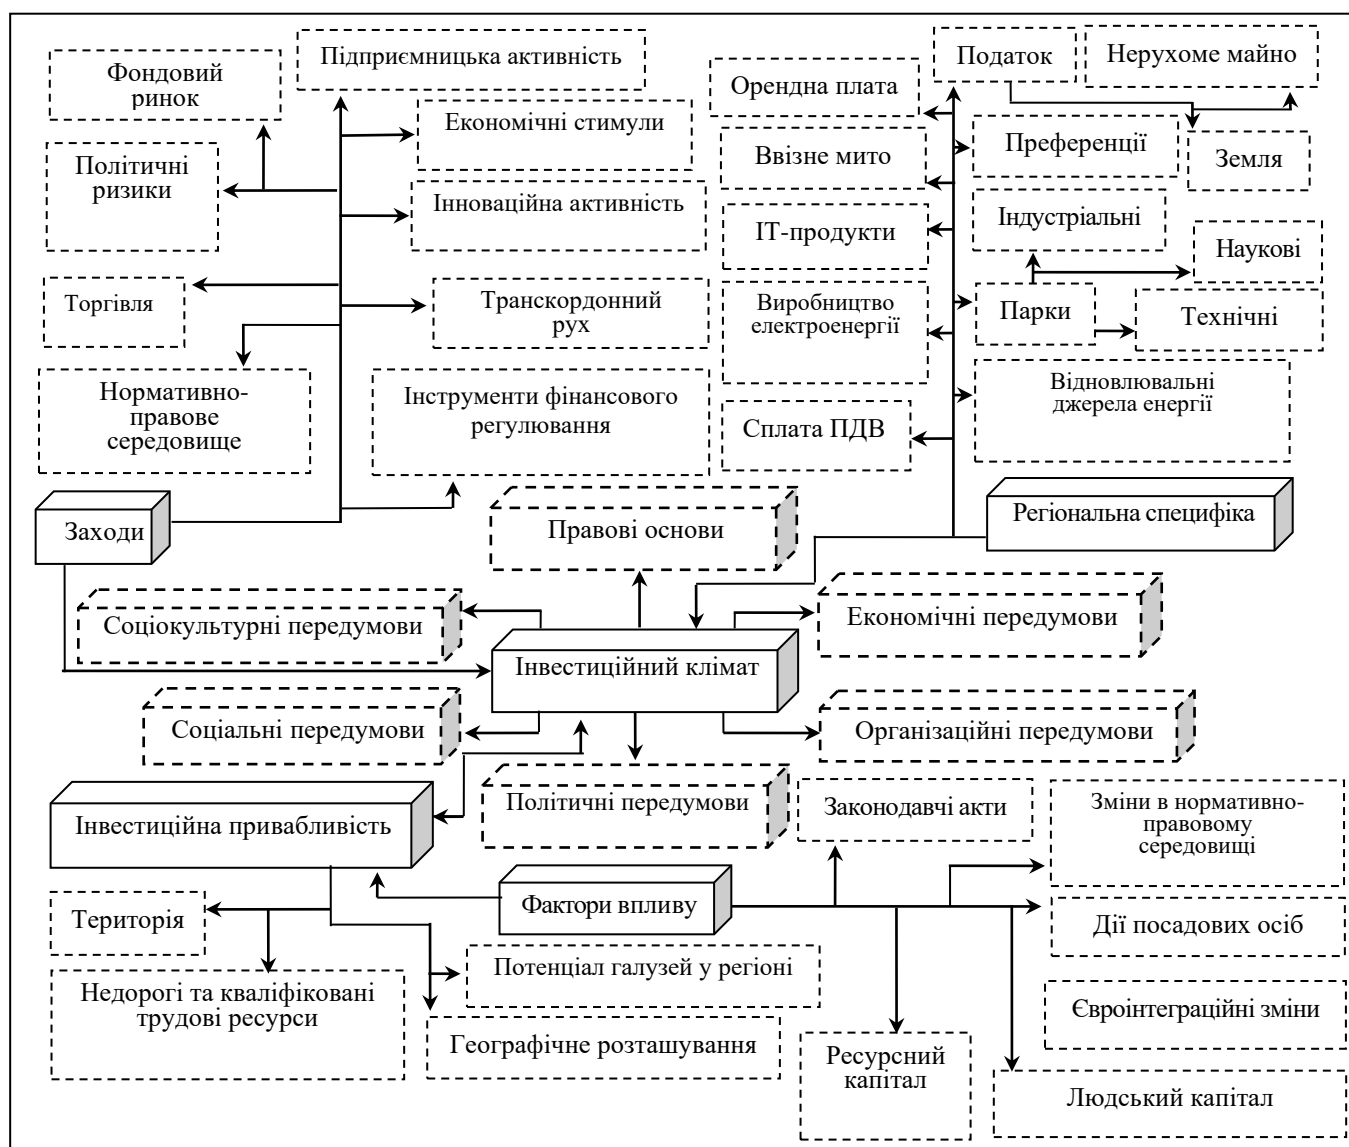 Підприємницька активність
Фондовий
ринок
Економічні стимули
Політичні
ризики
Інноваційна активність
Торгівля
Транскордонний
рух
Нормативно-
правове
середовище
Інструменти фінансового
регулювання
Податок
Нерухоме майно
Орендна плата
Преференції
Земля
Ввізне мито
Індустріальні
ІТ-продукти
Наукові
Виробництво
електроенергії
Парки
Технічні
Відновлювальні
джерела енергії
Сплата ПДВ
Заходи
Правові основи
Регіональна специфіка
Соціокультурні передумови
Економічні передумови
Інвестиційний клімат
Соціальні передумови
Організаційні передумови
Політичні передумови
Інвестиційна привабливість
Законодавчі акти
Зміни в нормативно-
правовому
середовищі
Фактори впливу
Територія
Дії посадових осіб
Потенціал галузей у регіоні
Недорогі та кваліфіковані
трудові ресурси
Євроінтеграційні зміни
Географічне розташування
Ресурсний
капітал
Людський капітал